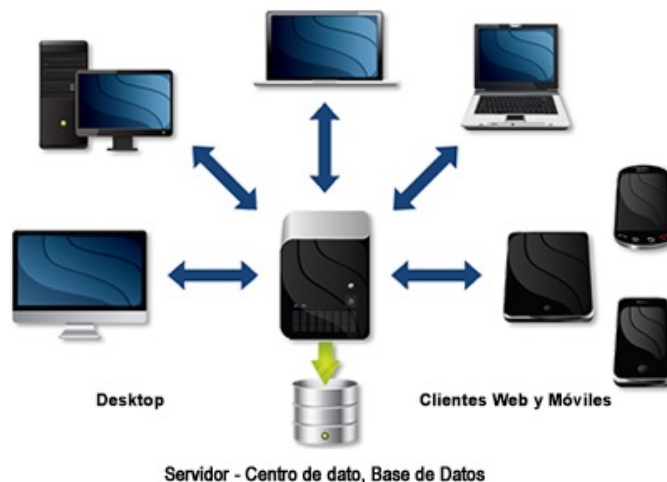 Desktop
Clientes Web y Móviles
Servidor - Centro de dato, Base de Datos